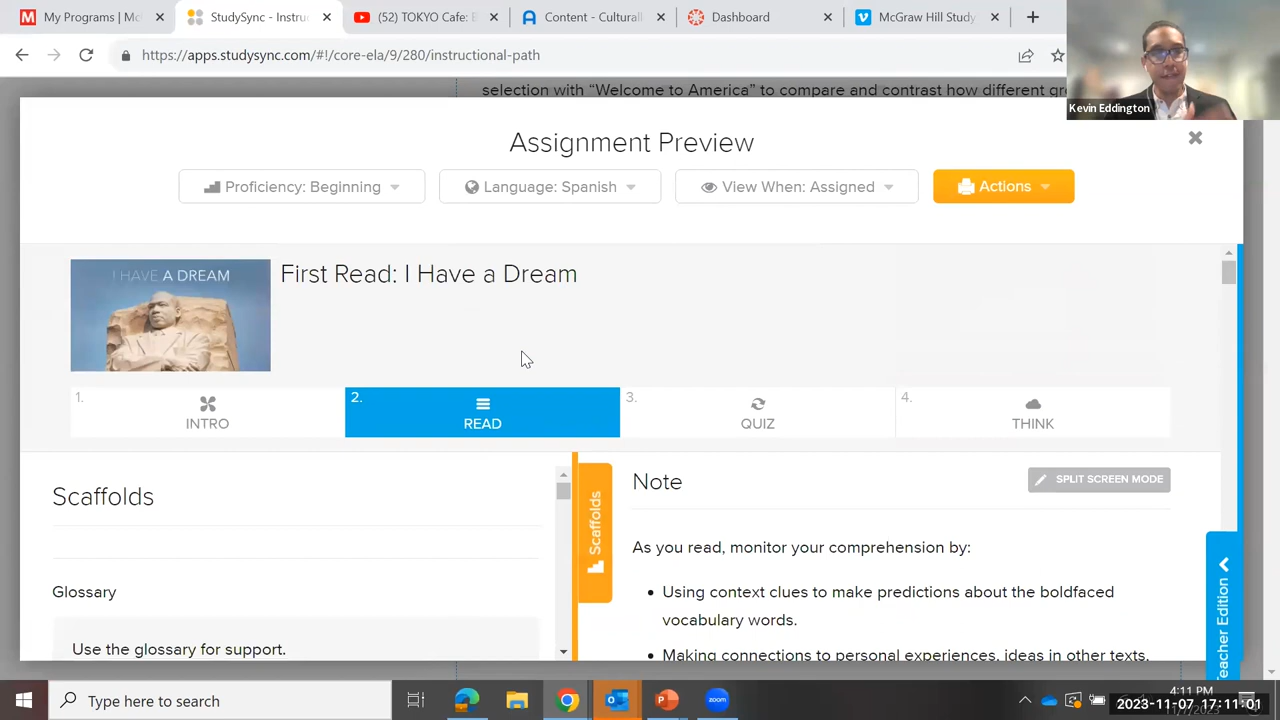 My Programs | Mc
StudySync - Instruc
(52) TOKYO Cafe: B
Content - Culturall
Dashboard
McGraw Hill Study
https://apps.studysync.com/#!/core-ela/9/280/instructional-path
Kevin Eddington
selection with “Welcome to America” to compare and contrast how different gr
Assignment Preview
Proficiency: Beginning
Language: Spanish
View When: Assigned
Actions
I HAVE A DREAM
First Read: I Have a Dream
1.
INTRO
2.
READ
3.
QUIZ
4.
THINK
Scaffolds
Glossary
Use the glossary for support.
Scaffolds
Note
SPLIT SCREEN MODE
As you read, monitor your comprehension by:
Using context clues to make predictions about the boldfaced
vocabulary words.
Making connections to personal experiences, ideas in other texts,
Teacher Edition
Type here to search
zoom
4:11 PM
2023-11-07 17:11:01